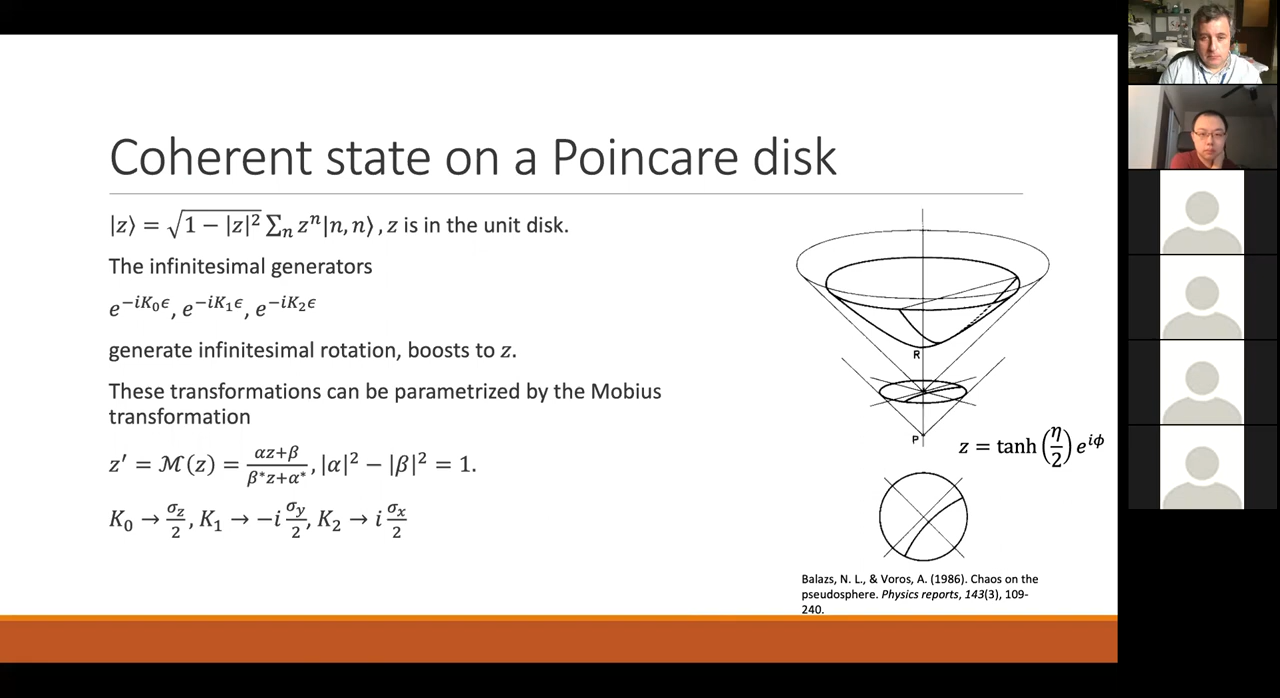 Coherent state on a Poincare disk
|z⟩ = √(1 − |z|²) ∑ₙ zⁿ|n, n⟩ , z is in the unit disk.
The infinitesimal generators
e^{−iK₀ϵ}, e^{−iK₁ϵ}, e^{−iK₂ϵ}
generate infinitesimal rotation, boosts to z.
These transformations can be parametrized by the Mobius
transformation
z′ = ℳ(z) = (αz+β)/(β*z+α*), |α|² − |β|² = 1.
K₀ → σ_z/2, K₁ → −i σ_y/2, K₂ → i σ_x/2
R
P
z = tanh(η/2) e^{iϕ}
Balazs, N. L., & Voros, A. (1986). Chaos on the
pseudosphere. Physics reports, 143(3), 109-
240.